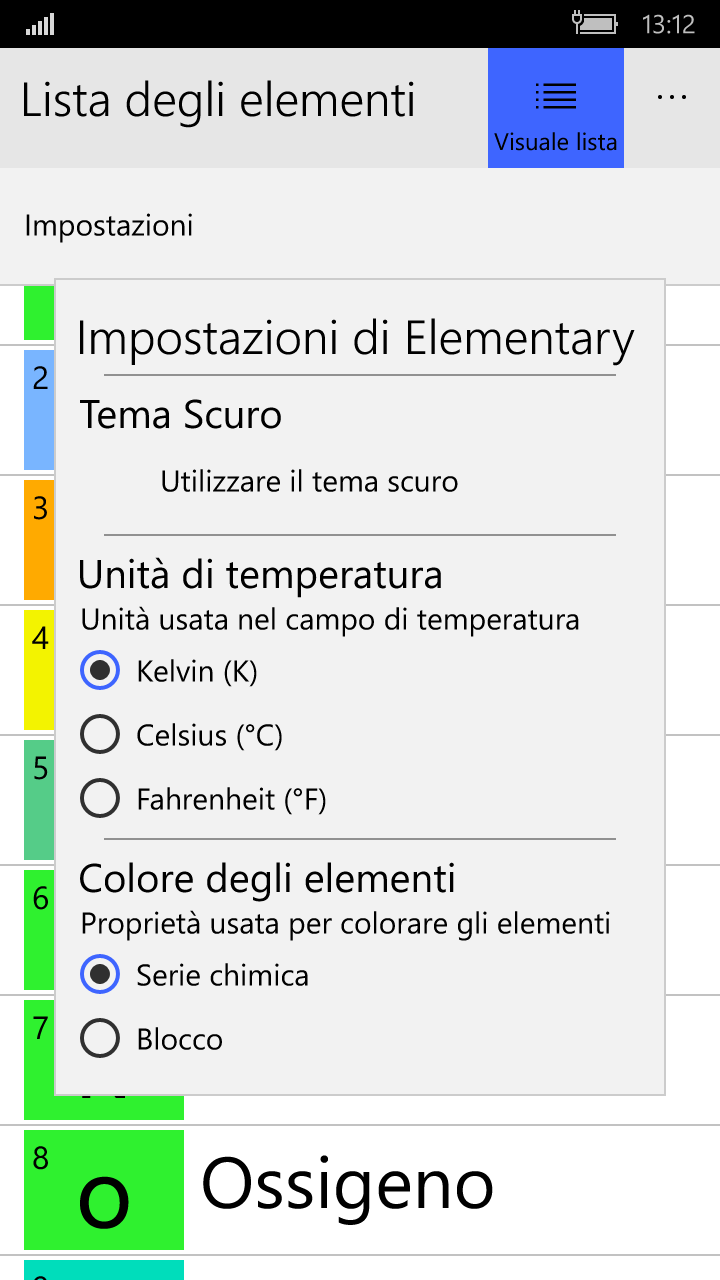 13:12
Lista degli elementi
Visuale lista
Impostazioni
Impostazioni di Elementary
2
Tema Scuro
Utilizzare il tema scuro
3
Unità di temperatura
Unità usata nel campo di temperatura
4
Kelvin (K)
Celsius (°C)
5
Fahrenheit (°F)
Colore degli elementi
6
Proprietà usata per colorare gli elementi
Serie chimica
7
Blocco
8
O
Ossigeno